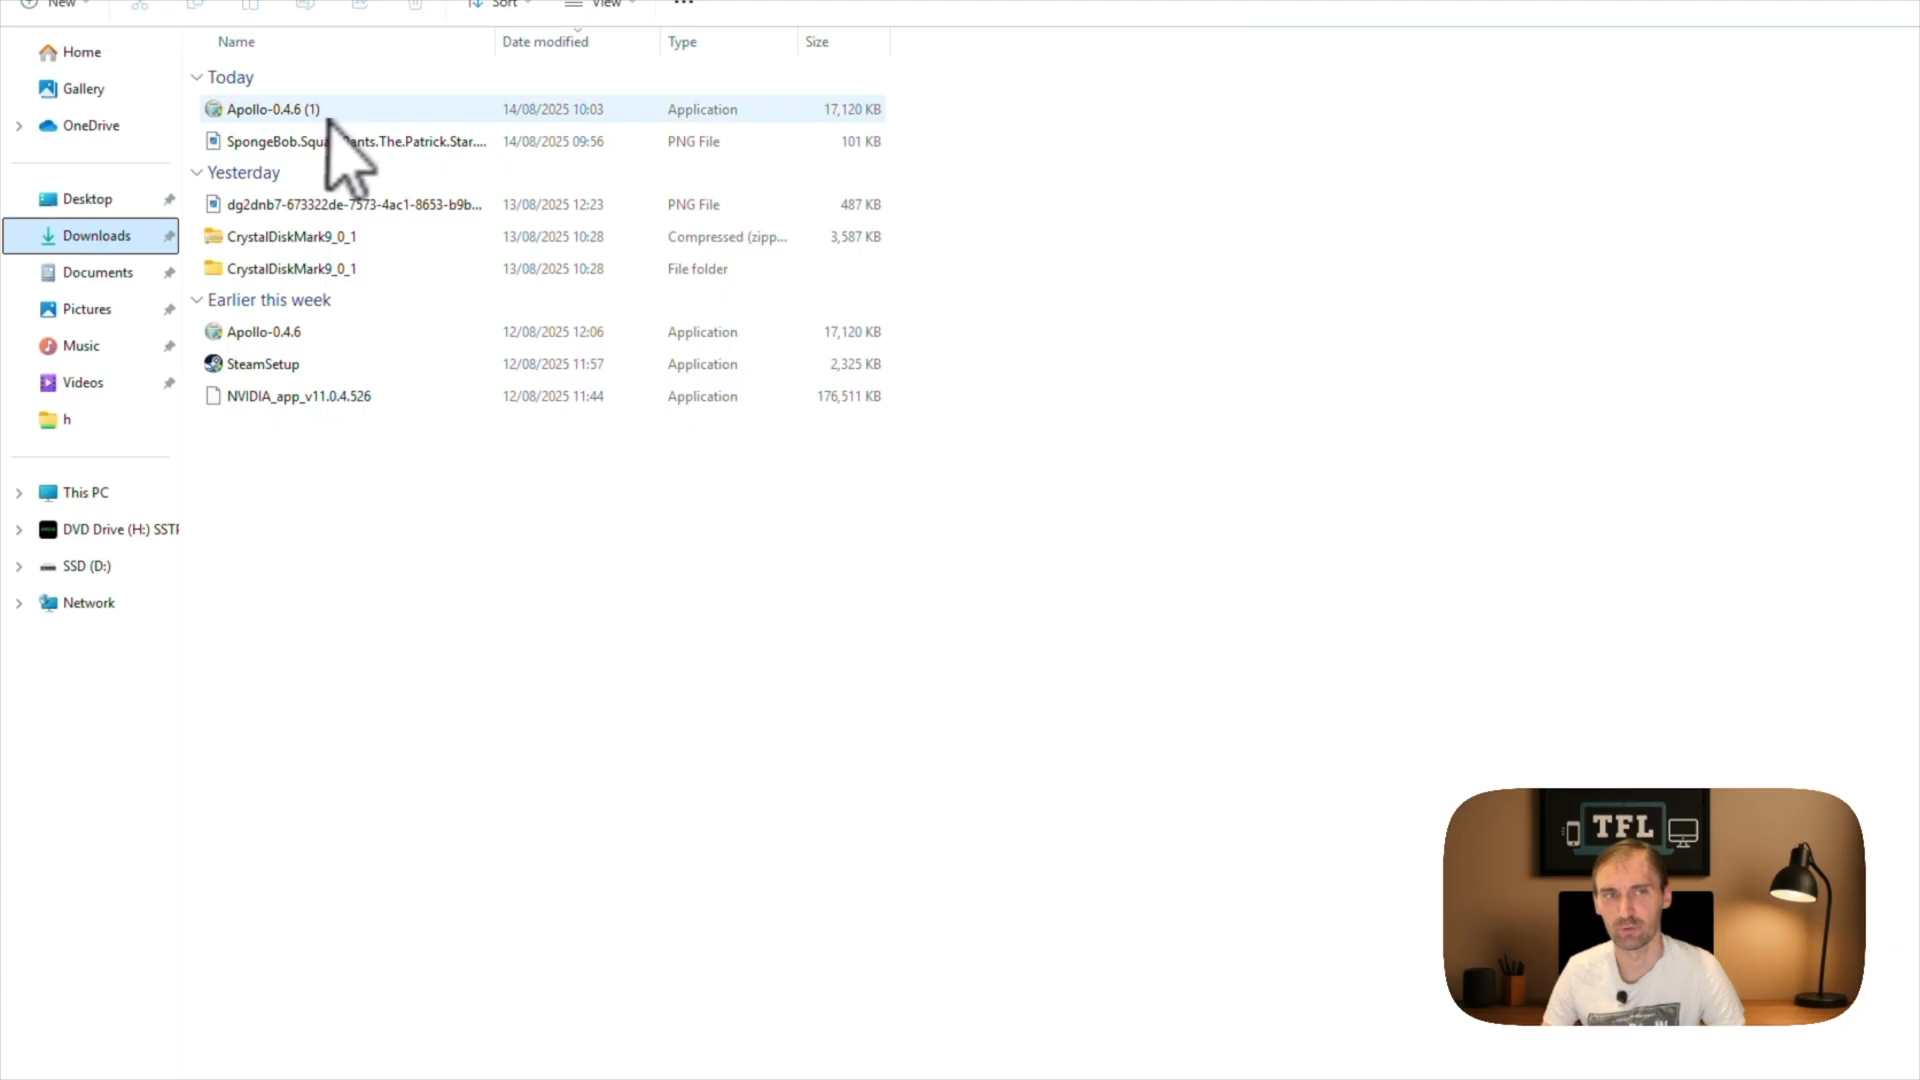 New
Sort
View
Name Date modified Type Size
Today
Apollo-0.4.6 (1) 14/08/2025 10:03 Application 17,120 KB
SpongeBob.Squa ants.The.Patrick.Star.... 14/08/2025 09:56 PNG File 101 KB
Yesterday
dg2dnb7-673322de-7573-4ac1-8653-b9b... 13/08/2025 12:23 PNG File 487 KB
CrystalDiskMark9_0_1 13/08/2025 10:28 Compressed (zipp... 3,587 KB
CrystalDiskMark9_0_1 13/08/2025 10:28 File folder
Earlier this week
Apollo-0.4.6 12/08/2025 12:06 Application 17,120 KB
SteamSetup 12/08/2025 11:57 Application 2,325 KB
NVIDIA_app_v11.0.4.526 12/08/2025 11:44 Application 176,511 KB
Home
Gallery
OneDrive
Desktop
Downloads
Documents
Pictures
Music
Videos
h
This PC
DVD Drive (H:) SSTF
SSD (D:)
Network
TFL